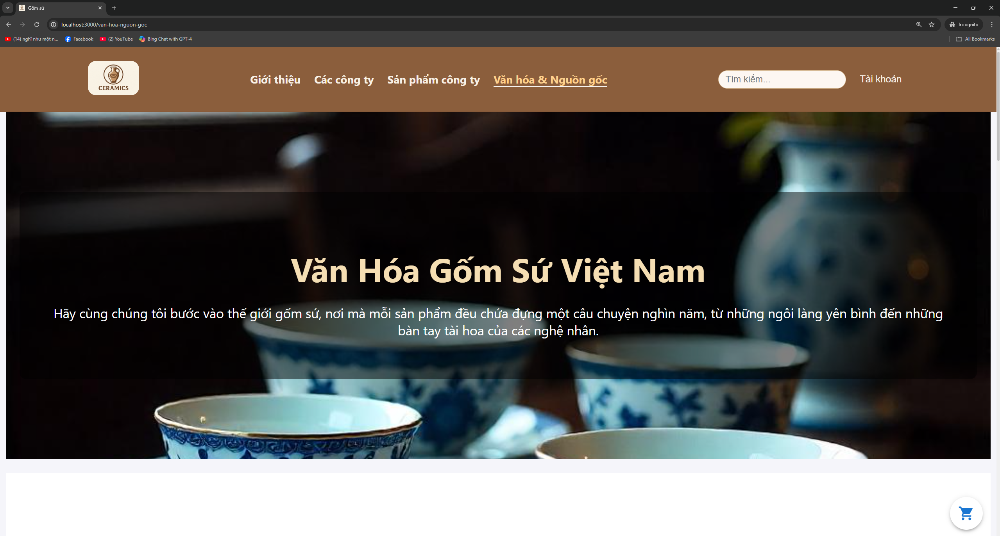 Gốm sứ
localhost:3000/van-hoa-nguon-goc
Incognito
(14) nghĩ như một n...
Facebook
(2) YouTube
Bing Chat with GPT-4
All Bookmarks
CERAMICS
Giới thiệu
Các công ty
Sản phẩm công ty
Văn hóa & Nguồn gốc
Tìm kiếm...
Tài khoản
Văn Hóa Gốm Sứ Việt Nam
Hãy cùng chúng tôi bước vào thế giới gốm sứ, nơi mà mỗi sản phẩm đều chứa đựng một câu chuyện nghìn năm, từ những ngôi làng yên bình đến những
bàn tay tài hoa của các nghệ nhân.